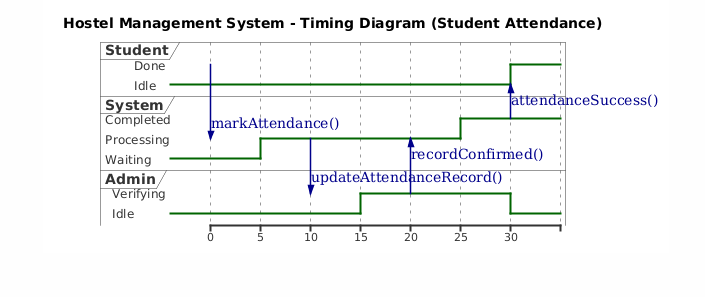 Hostel Management System - Timing Diagram (Student Attendance)
Student
Done
Idle
attendanceSuccess()
System
Completed
markAttendance()
Processing
recordConfirmed()
Waiting
Admin
updateAttendanceRecord()
Verifying
Idle
0 5 10 15 20 25 30